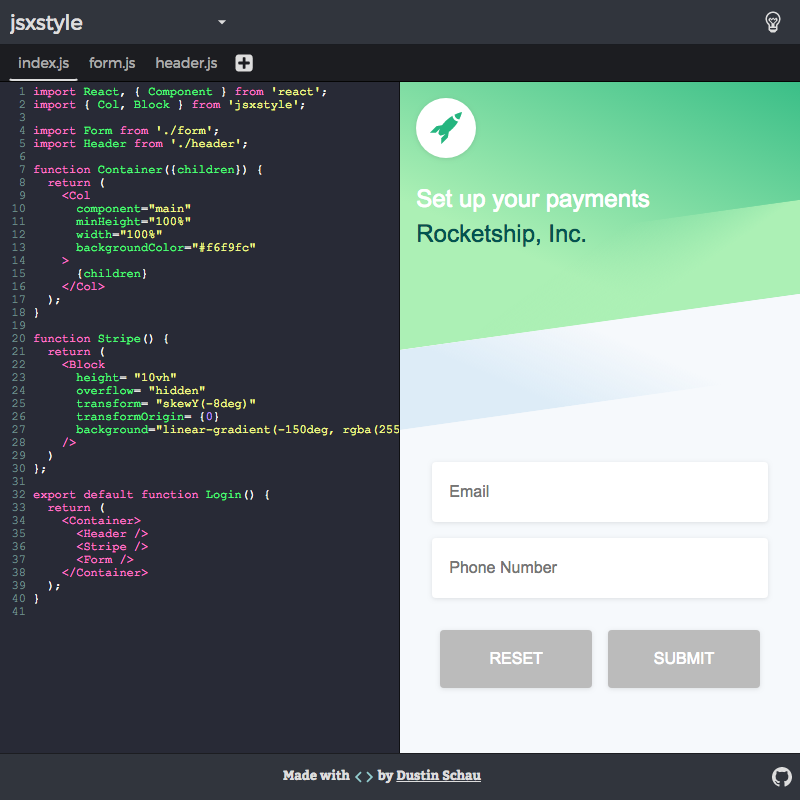 jsxstyle
index.js form.js header.js
1 import React, { Component } from 'react';
2 import { Col, Block } from 'jsxstyle';
3
4 import Form from './form';
5 import Header from './header';
6
7 function Container({children}) {
8 return (
9 <Col
10 component="main"
11 minHeight="100%"
12 width="100%"
13 backgroundColor="#f6f9fc"
14 >
15 {children}
16 </Col>
17 );
18 }
19
20 function Stripe() {
21 return (
22 <Block
23 height= "10vh"
24 overflow= "hidden"
25 transform= "skewY(-8deg)"
26 transformOrigin= {0}
27 background="linear-gradient(-150deg, rgba(255
28 />
29 )
30 };
31
32 export default function Login() {
33 return (
34 <Container>
35 <Header />
36 <Stripe />
37 <Form />
38 </Container>
39 );
40 }
41
Set up your payments
Rocketship, Inc.
Email
Phone Number
RESET SUBMIT
Made with <> by Dustin Schau